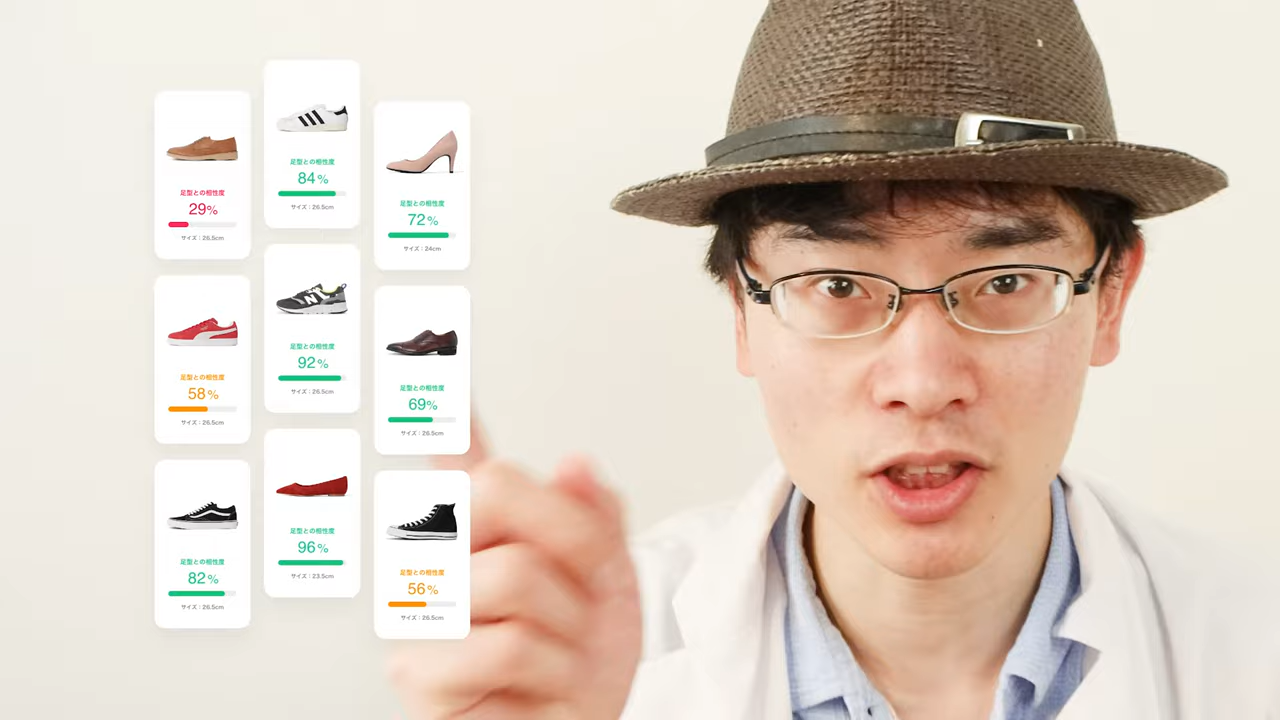 足型との相性度
29%
サイズ：26.5cm
足型との相性度
84%
サイズ：26.5cm
足型との相性度
72%
サイズ：24cm
足型との相性度
58%
サイズ：26.5cm
足型との相性度
92%
サイズ：26.5cm
足型との相性度
69%
サイズ：26.5cm
足型との相性度
82%
サイズ：26.5cm
足型との相性度
96%
サイズ：23.5cm
足型との相性度
56%
サイズ：26.5cm